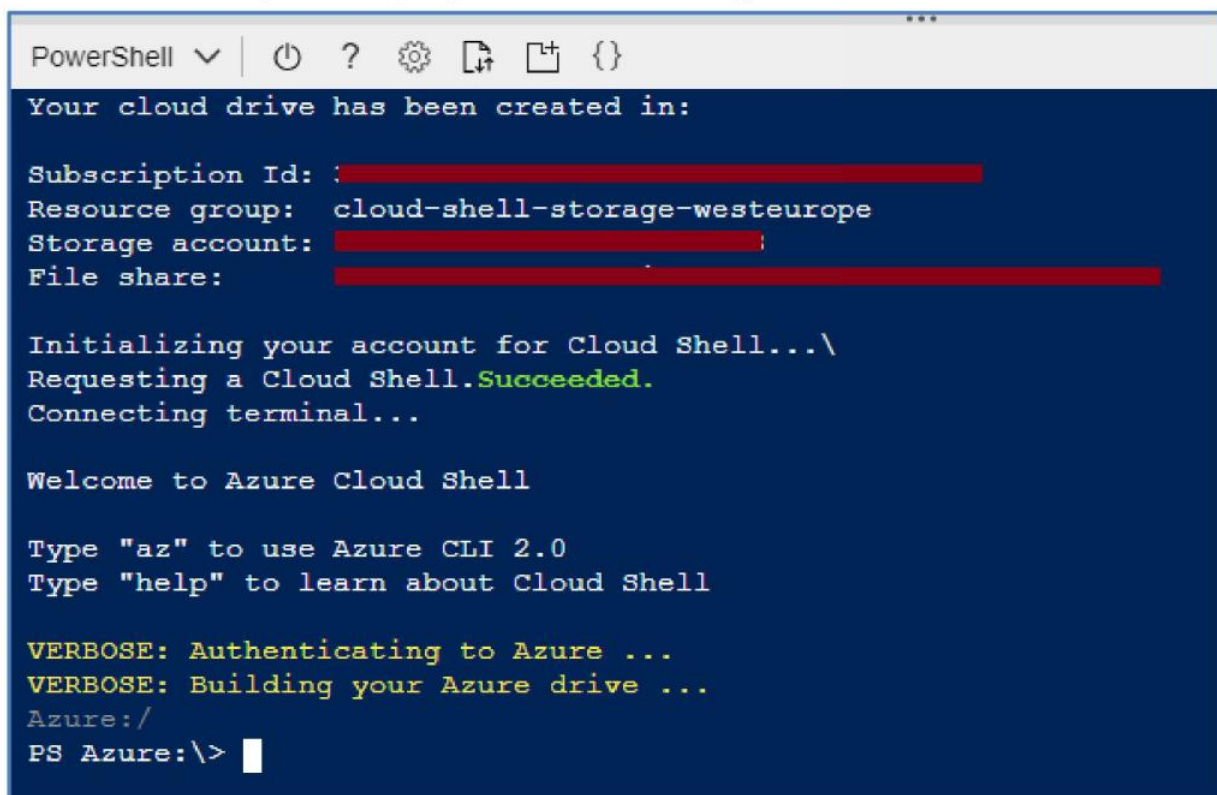 PowerShell
?
{}
Your cloud drive has been created in:
Subscription Id:
Resource group: cloud-shell-storage-westeurope
Storage account:
File share:
Initializing your account for Cloud Shell...\
Requesting a Cloud Shell.Succeeded.
Connecting terminal...
Welcome to Azure Cloud Shell
Type "az" to use Azure CLI 2.0
Type "help" to learn about Cloud Shell
VERBOSE: Authenticating to Azure ...
VERBOSE: Building your Azure drive ...
Azure:/
PS Azure:\>